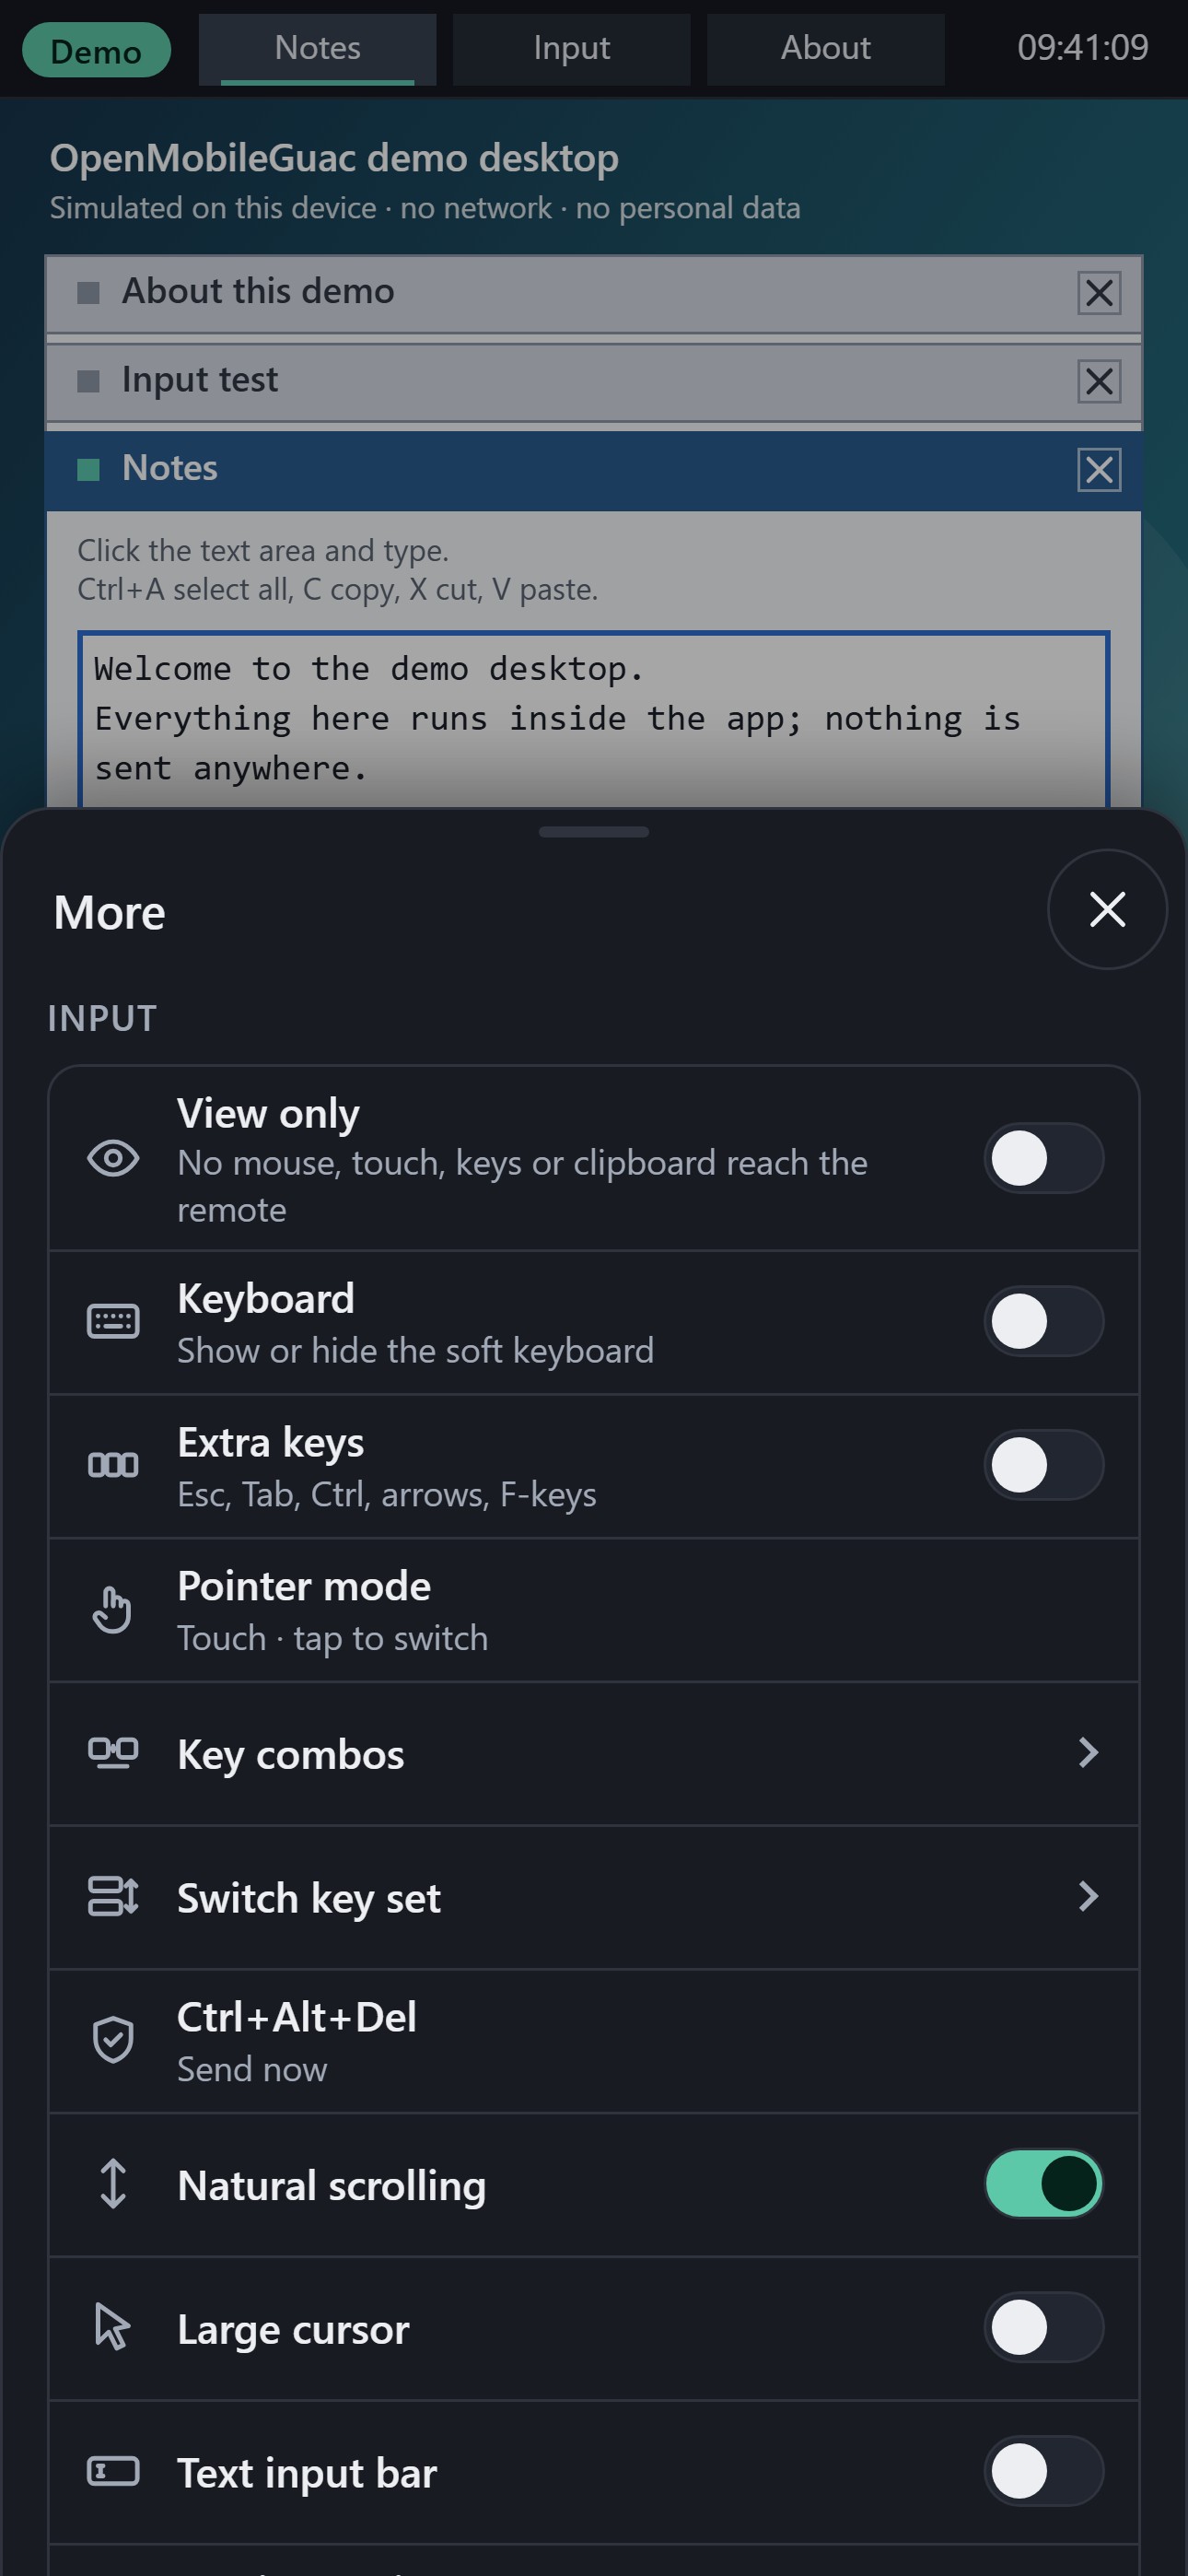 Demo
Notes
Input
About
09:41:09
OpenMobileGuac demo desktop
Simulated on this device · no network · no personal data
About this demo
Input test
Notes
Click the text area and type.
Ctrl+A select all, C copy, X cut, V paste.
Welcome to the demo desktop.
Everything here runs inside the app; nothing is
sent anywhere.
More
INPUT
View only
No mouse, touch, keys or clipboard reach the
remote
Keyboard
Show or hide the soft keyboard
Extra keys
Esc, Tab, Ctrl, arrows, F-keys
Pointer mode
Touch · tap to switch
Key combos
Switch key set
Ctrl+Alt+Del
Send now
Natural scrolling
Large cursor
Text input bar